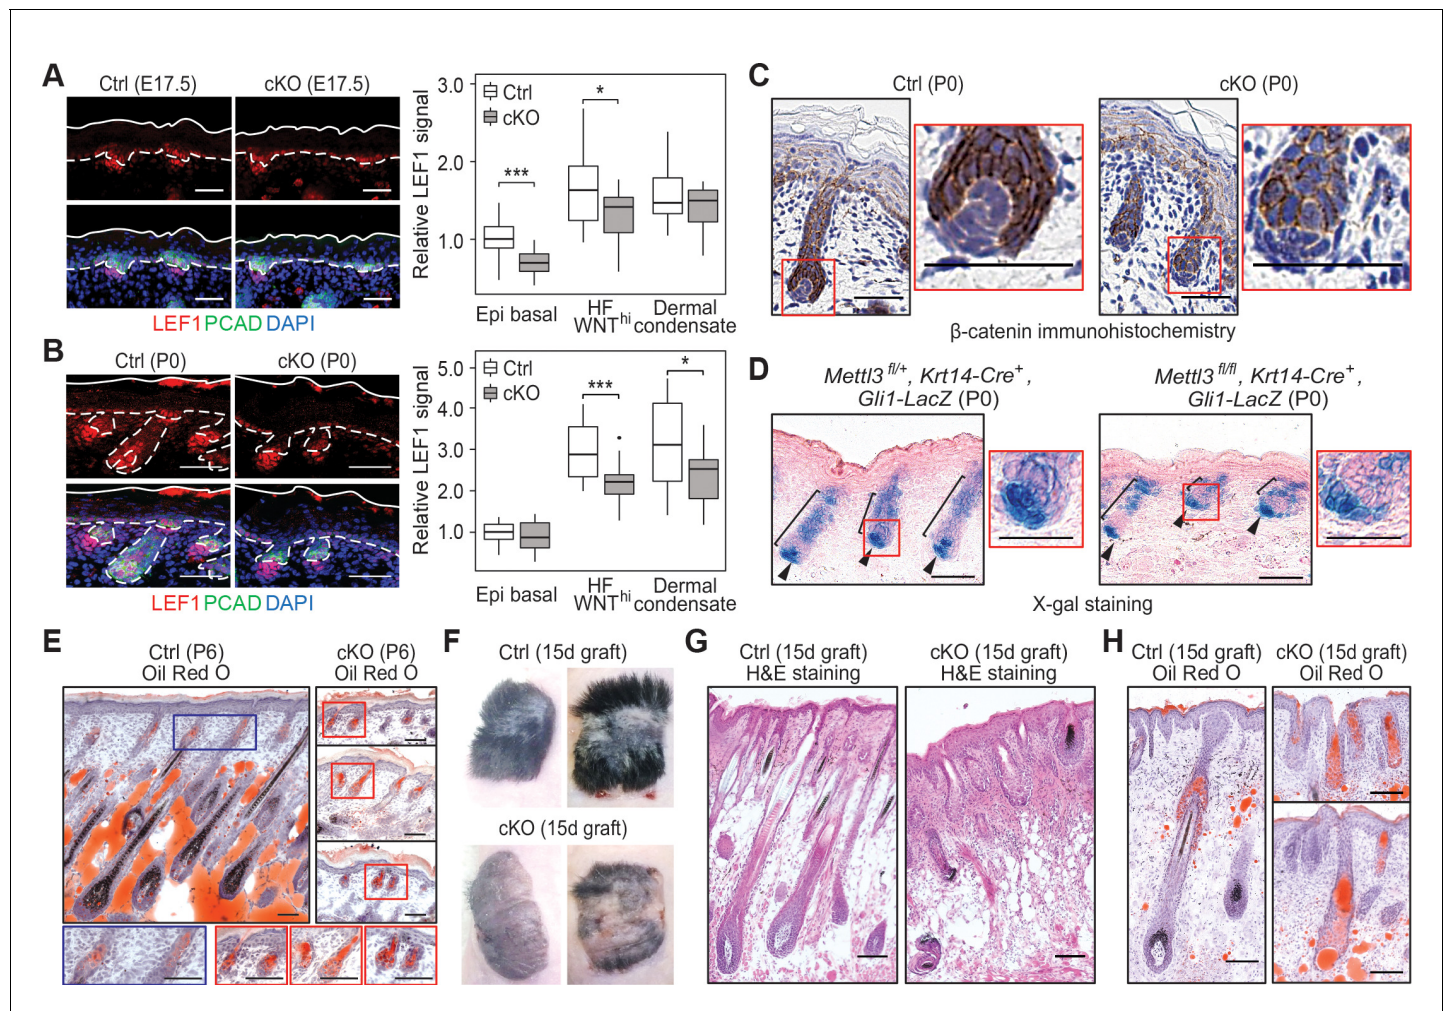 A
Ctrl (E17.5)
cKO (E17.5)
LEF1 PCAD DAPI
Relative LEF1 signal
3.0
2.0
1.0
Ctrl
cKO
***
*
Epi basal
HF
WNThi
Dermal
condensate
B
Ctrl (P0)
cKO (P0)
LEF1 PCAD DAPI
Relative LEF1 signal
5.0
4.0
3.0
2.0
1.0
Ctrl
cKO
***
*
Epi basal
HF
WNThi
Dermal
condensate
C
Ctrl (P0)
cKO (P0)
β-catenin immunohistochemistry
D
Mettl3 fl/+, Krt14-Cre+,
Gli1-LacZ (P0)
Mettl3 fl/fl, Krt14-Cre+,
Gli1-LacZ (P0)
X-gal staining
E
Ctrl (P6)
Oil Red O
cKO (P6)
Oil Red O
F
Ctrl (15d graft)
cKO (15d graft)
G
Ctrl (15d graft)
H&E staining
cKO (15d graft)
H&E staining
H
Ctrl (15d graft)
Oil Red O
cKO (15d graft)
Oil Red O